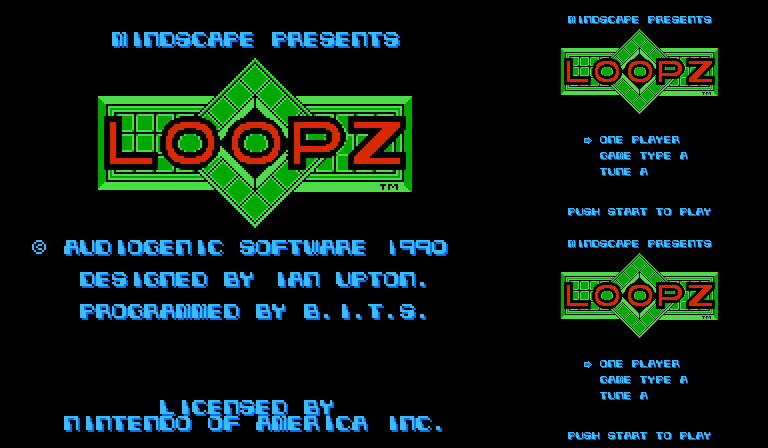 MINDSCAPE PRESENTS
LOOPZ
TM
© AUDIOGENIC SOFTWARE 1990
DESIGNED BY IAN UPTON.
PROGRAMMED BY B.I.T.S.
LICENSED BY
NINTENDO OF AMERICA INC.
MINDSCAPE PRESENTS
LOOPZ
TM
ONE PLAYER
GAME TYPE A
TUNE A
PUSH START TO PLAY
MINDSCAPE PRESENTS
LOOPZ
TM
ONE PLAYER
GAME TYPE A
TUNE A
PUSH START TO PLAY